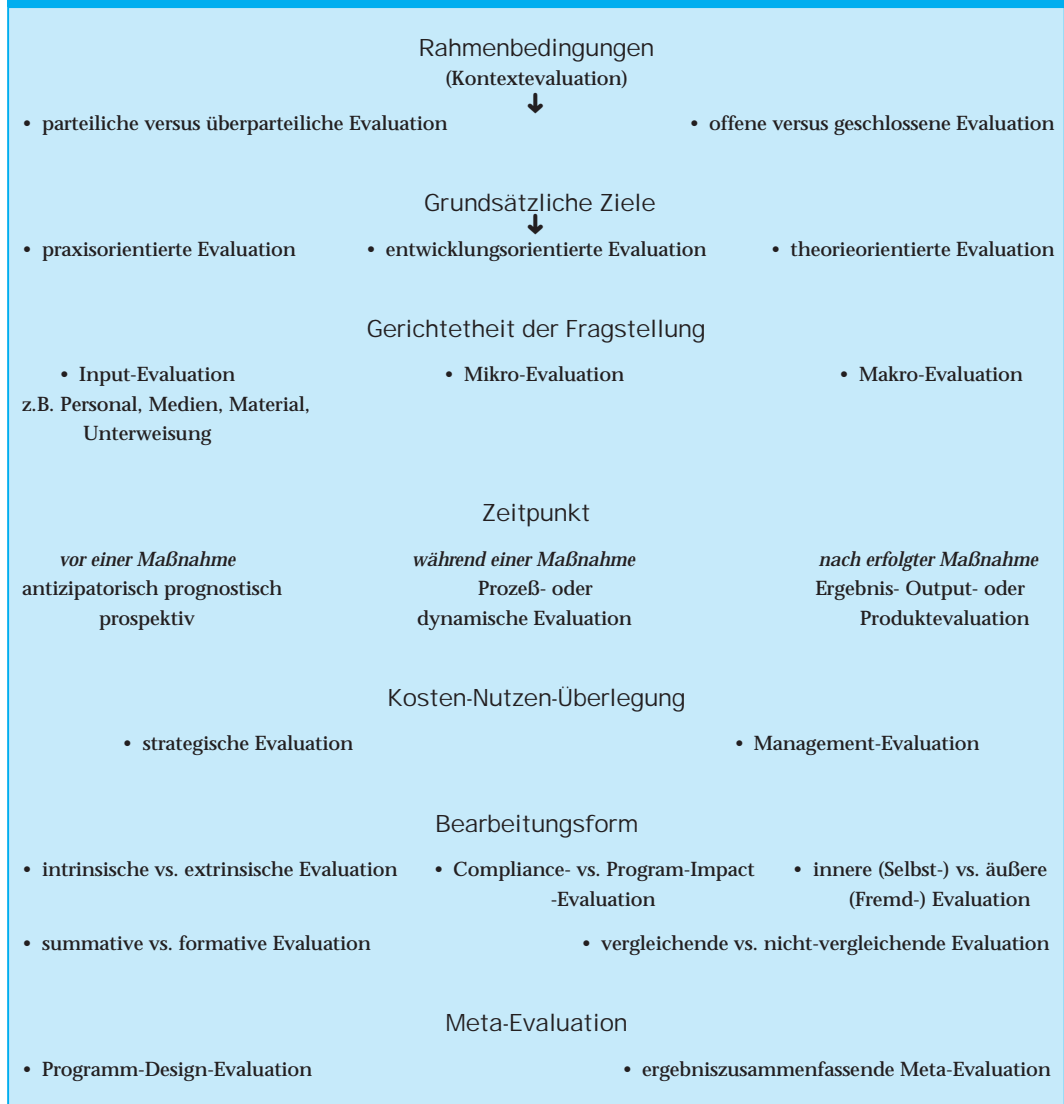 Rahmenbedingungen
(Kontextevaluation)
• parteiliche versus überparteiliche Evaluation • offene versus geschlossene Evaluation
Grundsätzliche Ziele
• praxisorientierte Evaluation • entwicklungsorientierte Evaluation • theorieorientierte Evaluation
Gerichtetheit der Fragstellung
• Input-Evaluation • Mikro-Evaluation • Makro-Evaluation
z.B. Personal, Medien, Material,
Unterweisung
Zeitpunkt
vor einer Maßnahme während einer Maßnahme nach erfolgter Maßnahme
antizipatorisch prognostisch Prozeß- oder Ergebnis- Output- oder
prospektiv dynamische Evaluation Produktevaluation
Kosten-Nutzen-Überlegung
• strategische Evaluation • Management-Evaluation
Bearbeitungsform
• intrinsische vs. extrinsische Evaluation • Compliance- vs. Program-Impact • innere (Selbst-) vs. äußere
-Evaluation (Fremd-) Evaluation
• summative vs. formative Evaluation • vergleichende vs. nicht-vergleichende Evaluation
Meta-Evaluation
• Programm-Design-Evaluation • ergebniszusammenfassende Meta-Evaluation